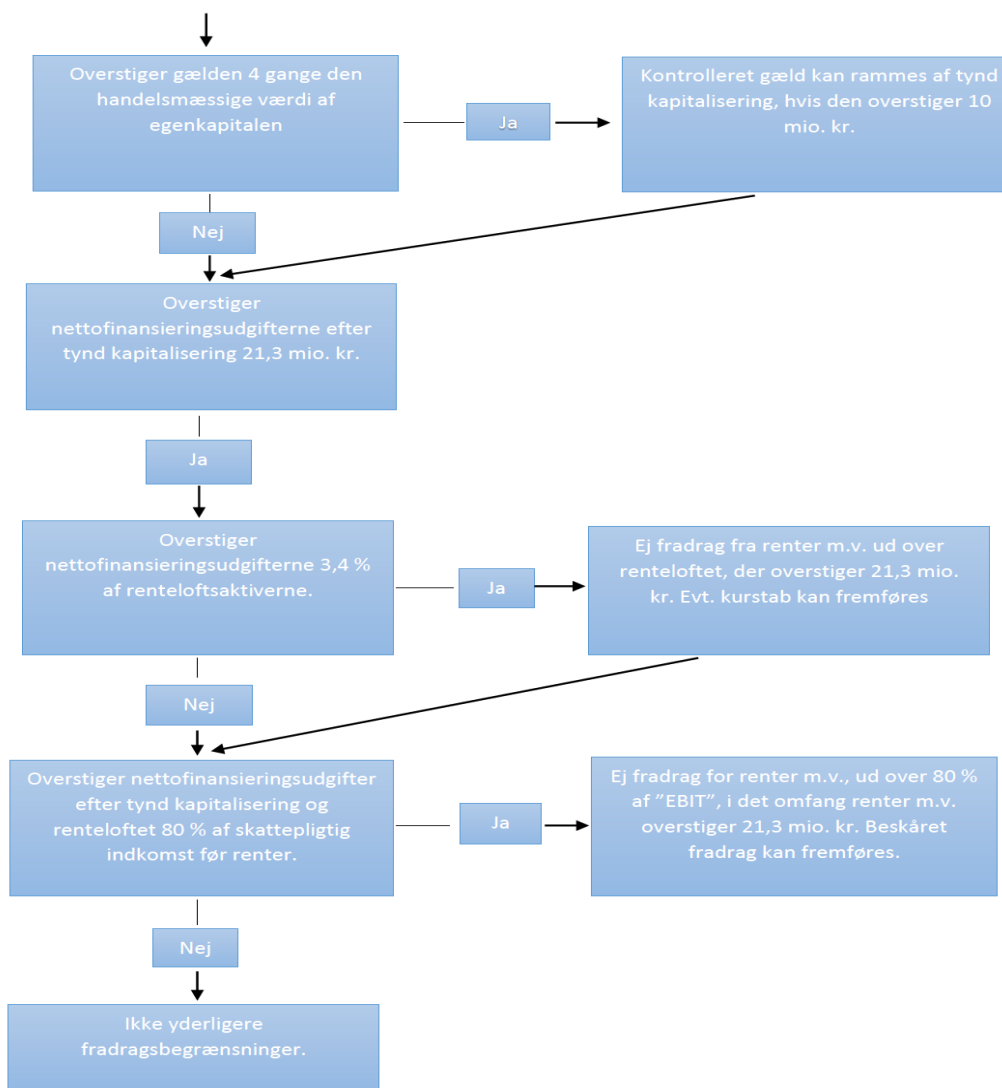 Overstiger gælden 4 gange den
handelsmæssige værdi af
egenkapitalen
Ja
Kontrolleret gæld kan rammes af tynd
kapitalisering, hvis den overstiger 10
mio. kr.
Nej
Overstiger
nettofinansieringsudgifterne efter
tynd kapitalisering 21,3 mio. kr.
Ja
Overstiger
nettofinansieringsudgifterne 3,4 %
af renteloftsaktiverne.
Ja
Ej fradrag fra renter m.v. ud over
renteloftet, der overstiger 21,3 mio.
kr. Evt. kurstab kan fremføres
Nej
Overstiger nettofinansieringsudgifter
efter tynd kapitalisering og
renteloftet 80 % af skattepligtig
indkomst før renter.
Ja
Ej fradrag for renter m.v., ud over 80 %
af ”EBIT”, i det omfang renter m.v.
overstiger 21,3 mio. kr. Beskåret
fradrag kan fremføres.
Nej
Ikke yderligere
fradragsbegrænsninger.